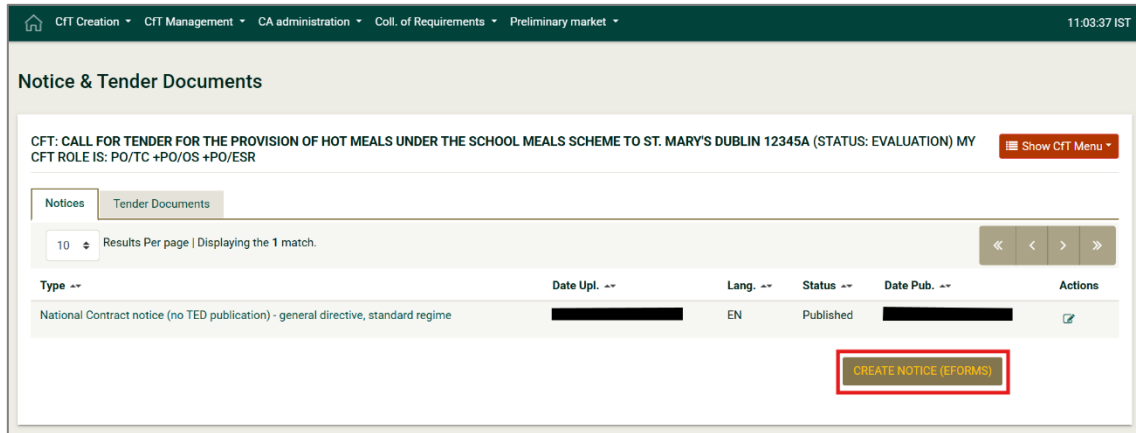 CfT Creation CfT Management CA administration Coll. of Requirements Preliminary market 11:03:37 IST
Notice & Tender Documents
CFT: CALL FOR TENDER FOR THE PROVISION OF HOT MEALS UNDER THE SCHOOL MEALS SCHEME TO ST. MARY'S DUBLIN 12345A (STATUS: EVALUATION) MY
CFT ROLE IS: PO/TC +PO/OS +PO/ESR
Show CfT Menu
Notices Tender Documents
10 Results Per page | Displaying the 1 match.
« < > »
Type Date Upl. Lang. Status Date Pub. Actions
National Contract notice (no TED publication) - general directive, standard regime EN Published
CREATE NOTICE (EFORMS)